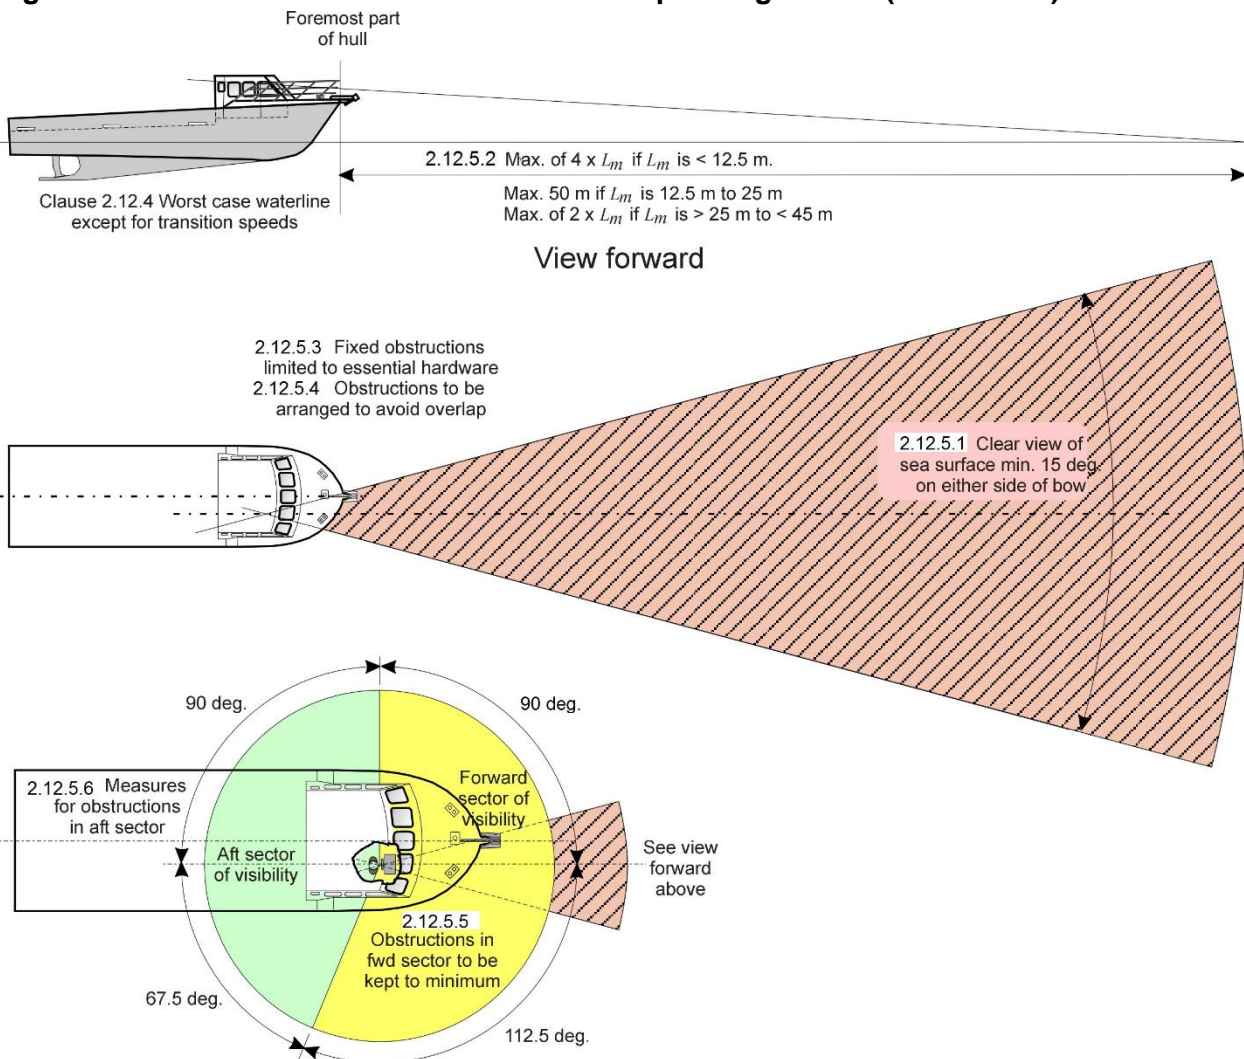 Foremost part
of hull
2.12.5.2 Max. of 4 x Lm if Lm is < 12.5 m.
Max. 50 m if Lm is 12.5 m to 25 m
Max. of 2 x Lm if Lm is > 25 m to < 45 m
Clause 2.12.4 Worst case waterline
except for transition speeds
View forward
2.12.5.3 Fixed obstructions
limited to essential hardware
2.12.5.4 Obstructions to be
arranged to avoid overlap
2.12.5.1 Clear view of
sea surface min. 15 deg.
on either side of bow
90 deg.
90 deg.
2.12.5.6 Measures
for obstructions
in aft sector
Forward
sector of
visibility
Aft sector
of visibility
See view
forward
above
2.12.5.5
Obstructions in
fwd sector to be
kept to minimum
67.5 deg.
112.5 deg.